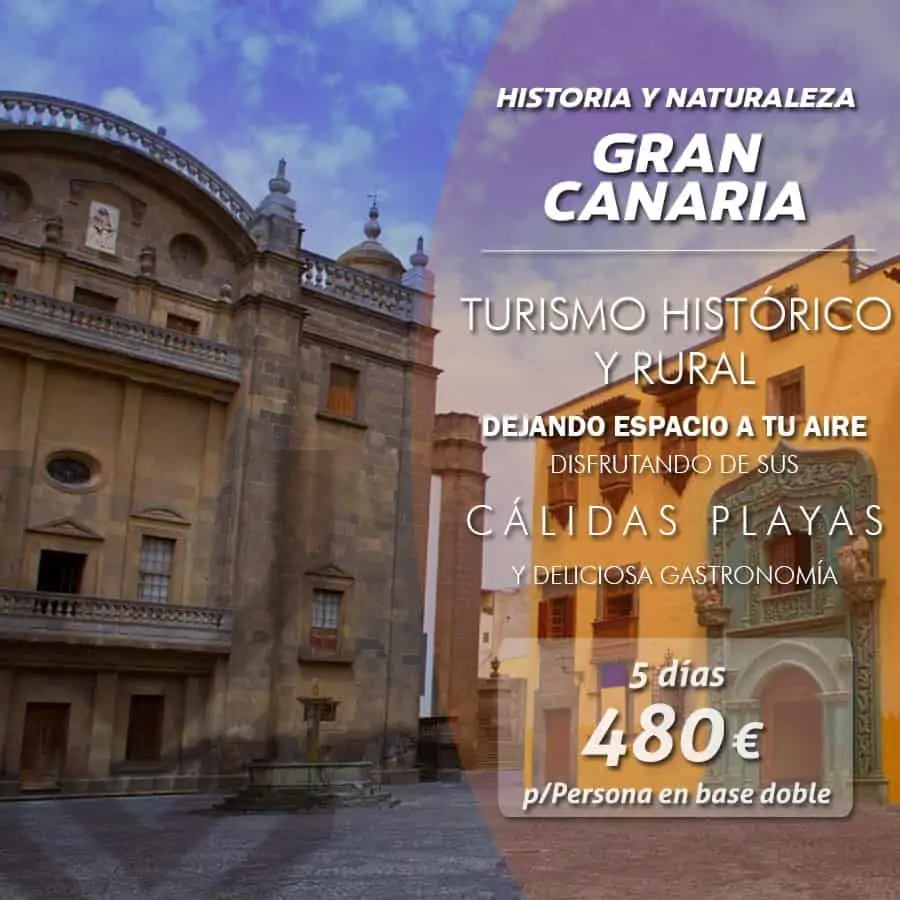 HISTORIA Y NATURALEZA
GRAN
CANARIA
TURISMO HISTÓRICO
Y RURAL
DEJANDO ESPACIO A TU AIRE
DISFRUTANDO DE SUS
CÁLIDAS PLAYAS
Y DELICIOSA GASTRONOMÍA
5 días
480€
p/Persona en base doble